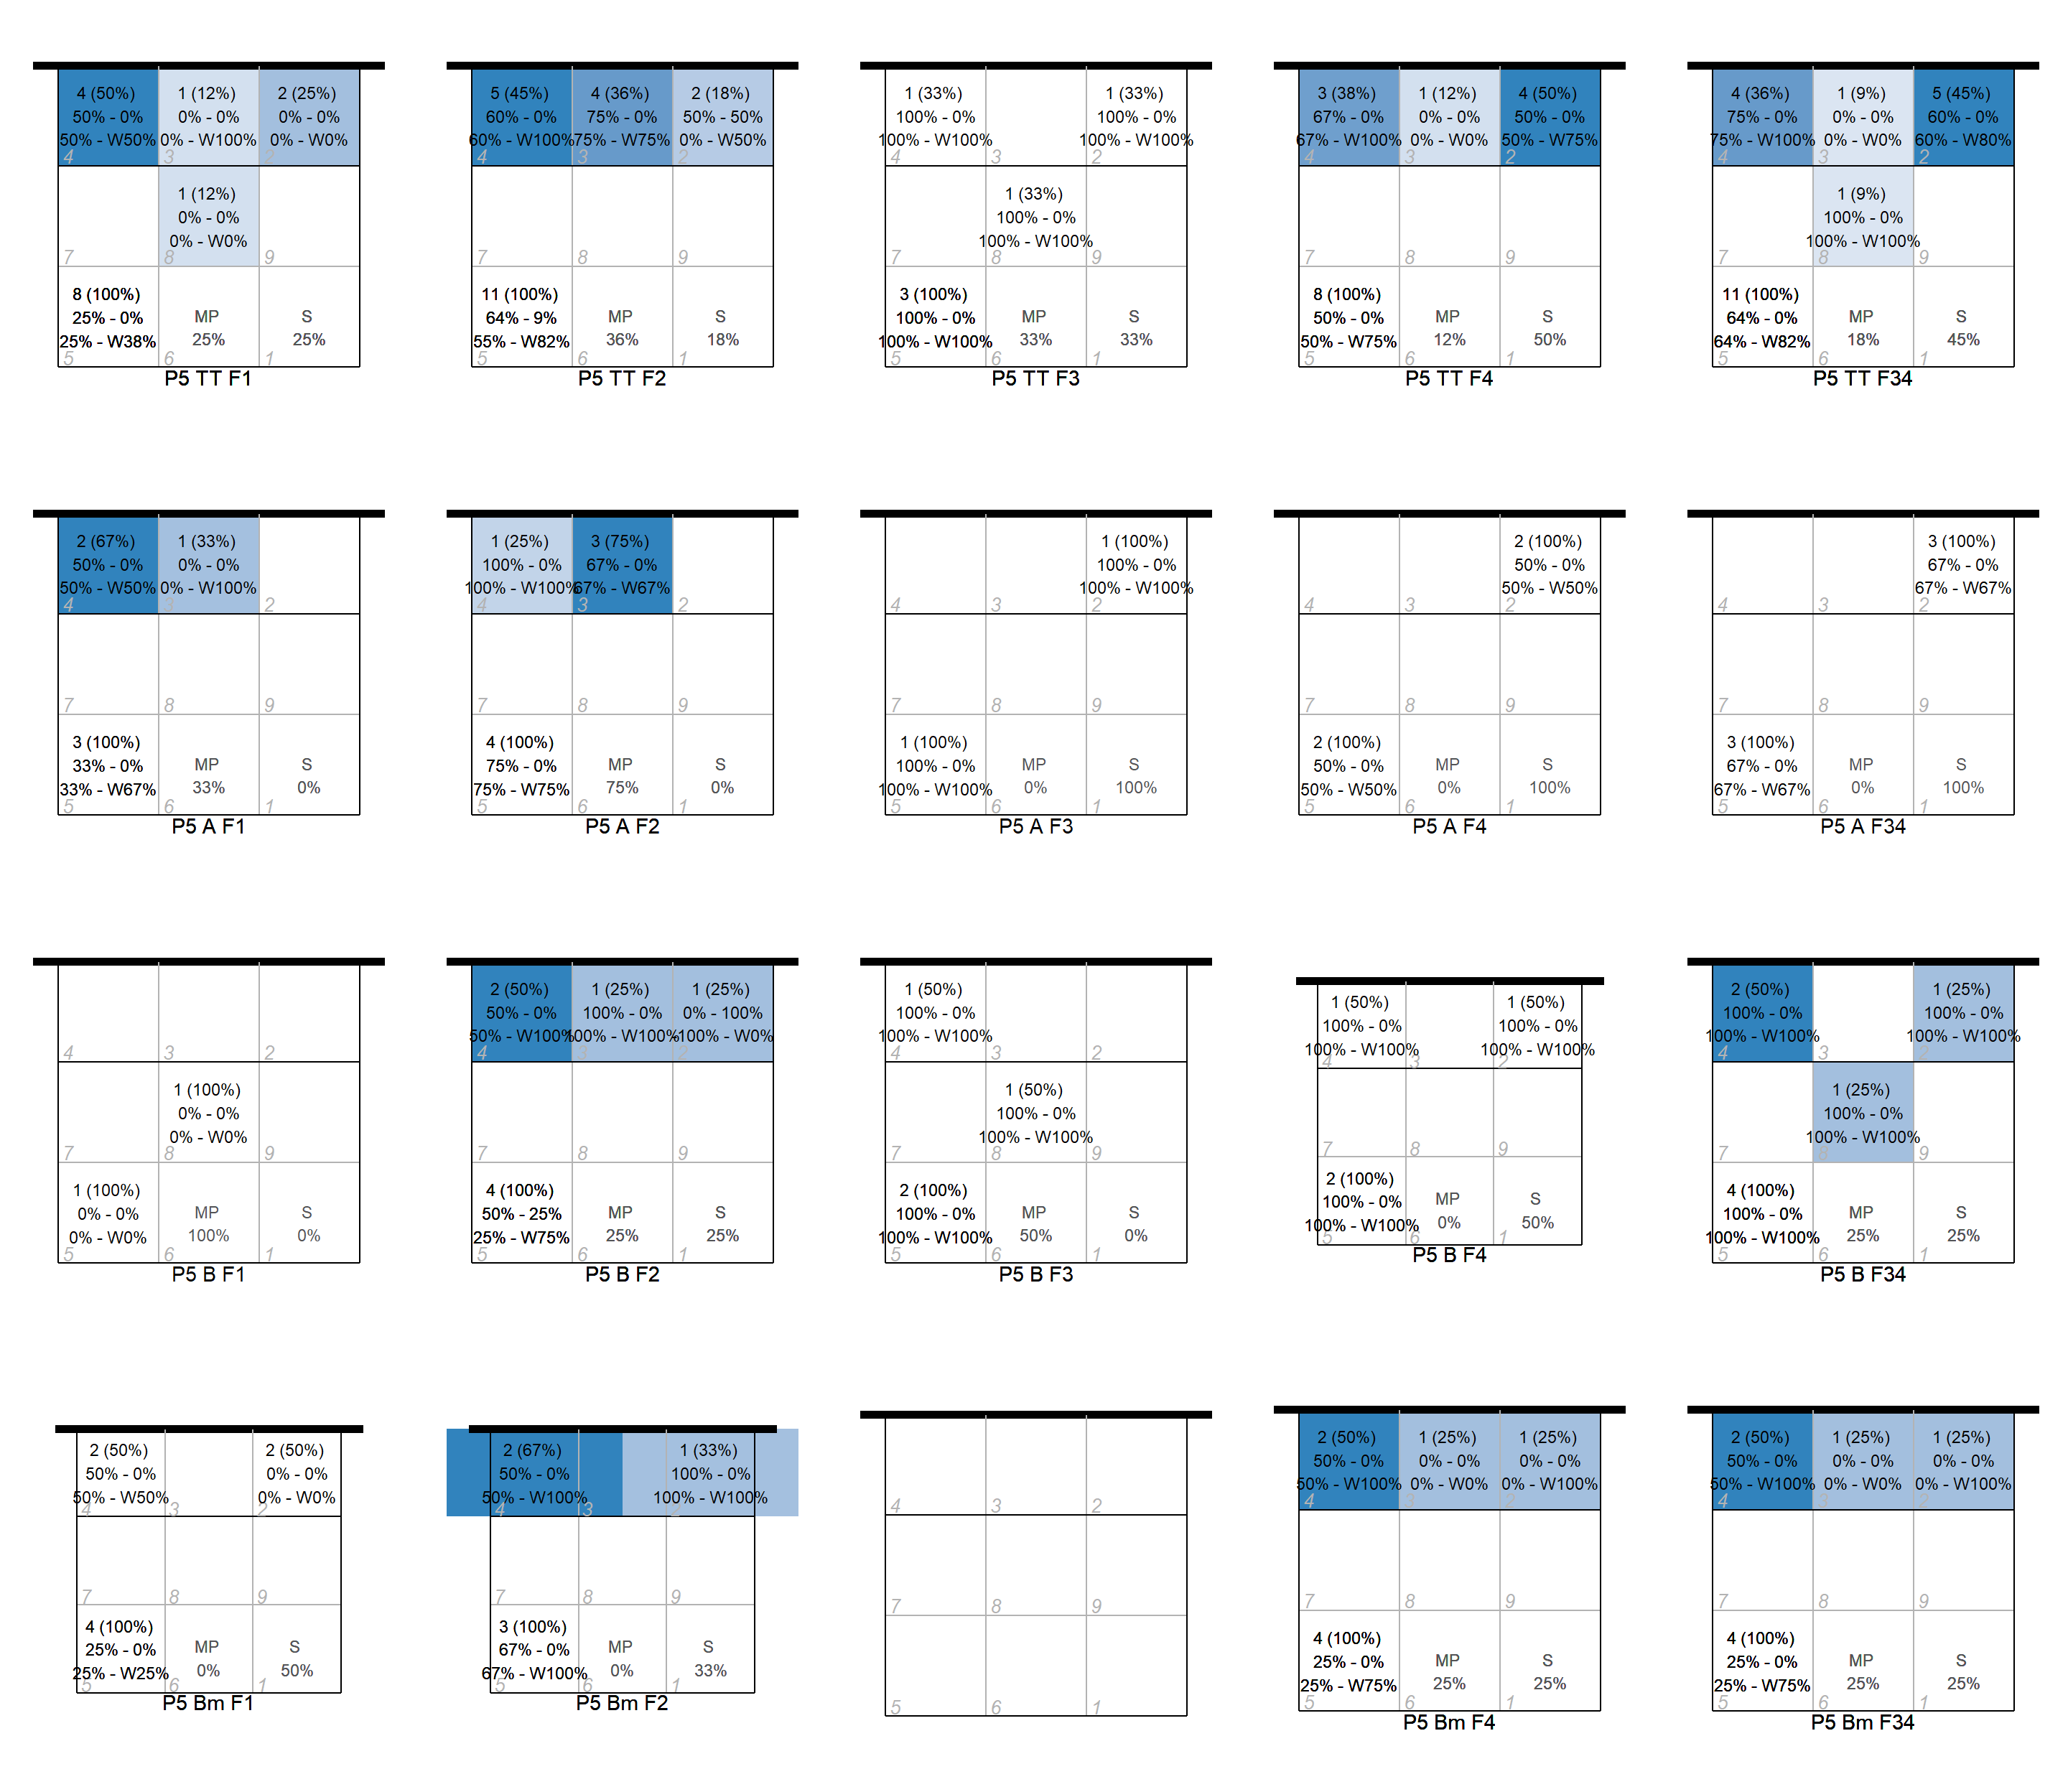 4 (50%) 1 (12%) 2 (25%)
50% - 0% 0% - 0% 0% - 0%
50% - W50% 0% - W100% 0% - W0%
4 3 2
1 (12%)
0% - 0%
0% - W0%
7 8 9
8 (100%)
25% - 0% MP S
25% - W38% 25% 25%
5 6 1
P5 TT F1
5 (45%) 4 (36%) 2 (18%)
60% - 0% 75% - 0% 50% - 50%
60% - W100% 75% - W75% 0% - W50%
4 3 2
7 8 9
11 (100%)
64% - 9% MP S
55% - W82% 36% 18%
5 6 1
P5 TT F2
1 (33%) 1 (33%)
100% - 0% 100% - 0%
100% - W100% 100% - W100%
4 3 2
1 (33%)
100% - 0%
100% - W100%
7 8 9
3 (100%)
100% - 0% MP S
100% - W100% 33% 33%
5 6 1
P5 TT F3
3 (38%) 1 (12%) 4 (50%)
67% - 0% 0% - 0% 50% - 0%
67% - W100% 0% - W0% 50% - W75%
4 3 2
7 8 9
8 (100%)
50% - 0% MP S
50% - W75% 12% 50%
5 6 1
P5 TT F4
4 (36%) 1 (9%) 5 (45%)
75% - 0% 0% - 0% 60% - 0%
75% - W100% 0% - W0% 60% - W80%
4 3 2
1 (9%)
100% - 0%
100% - W100%
7 8 9
11 (100%)
64% - 0% MP S
64% - W82% 18% 45%
5 6 1
P5 TT F34
2 (67%) 1 (33%)
50% - 0% 0% - 0%
50% - W50% 0% - W100%
4 3 2
7 8 9
3 (100%)
33% - 0% MP S
33% - W67% 33% 0%
5 6 1
P5 A F1
1 (25%) 3 (75%)
100% - 0% 67% - 0%
100% - W100% 67% - W67%
4 3 2
7 8 9
4 (100%)
75% - 0% MP S
75% - W75% 75% 0%
5 6 1
P5 A F2
1 (100%)
100% - 0%
100% - W100%
4 3 2
7 8 9
1 (100%)
100% - 0% MP S
100% - W100% 0% 100%
5 6 1
P5 A F3
2 (100%)
50% - 0%
50% - W50%
4 3 2
7 8 9
2 (100%)
50% - 0% MP S
50% - W50% 0% 100%
5 6 1
P5 A F4
3 (100%)
67% - 0%
67% - W67%
4 3 2
7 8 9
3 (100%)
67% - 0% MP S
67% - W67% 0% 100%
5 6 1
P5 A F34
4 3 2
1 (100%)
0% - 0%
0% - W0%
7 8 9
1 (100%)
0% - 0% MP S
0% - W0% 100% 0%
5 6 1
P5 B F1
2 (50%) 1 (25%) 1 (25%)
50% - 0% 100% - 0% 0% - 100%
50% - W100% 100% - W100% -100% - W0%
4 3 2
7 8 9
4 (100%)
50% - 25% MP S
25% - W75% 25% 25%
5 6 1
P5 B F2
1 (50%)
100% - 0%
100% - W100%
4 3 2
1 (50%)
100% - 0%
100% - W100%
7 8 9
2 (100%)
100% - 0% MP S
100% - W100% 50% 0%
5 6 1
P5 B F3
1 (50%) 1 (50%)
100% - 0% 100% - 0%
100% - W100% 100% - W100%
4 3 2
7 8 9
2 (100%)
100% - 0% MP S
100% - W100% 0% 50%
5 6 1
P5 B F4
2 (50%) 1 (25%)
100% - 0% 100% - 0%
100% - W100% 100% - W100%
4 3 2
1 (25%)
100% - 0%
100% - W100%
7 8 9
4 (100%)
100% - 0% MP S
100% - W100% 25% 25%
5 6 1
P5 B F34
2 (50%) 2 (50%)
50% - 0% 0% - 0%
50% - W50% 0% - W0%
4 3 2
7 8 9
4 (100%)
25% - 0% MP S
25% - W25% 0% 50%
5 6 1
P5 Bm F1
2 (67%) 1 (33%)
50% - 0% 100% - 0%
50% - W100% 100% - W100%
4 3 2
7 8 9
3 (100%)
67% - 0% MP S
67% - W100% 0% 33%
5 6 1
P5 Bm F2
4 3 2
7 8 9
5 6 1
2 (50%) 1 (25%) 1 (25%)
50% - 0% 0% - 0% 0% - 0%
50% - W100% 0% - W0% 0% - W100%
4 3 2
7 8 9
4 (100%)
25% - 0% MP S
25% - W75% 25% 25%
5 6 1
P5 Bm F4
2 (50%) 1 (25%) 1 (25%)
50% - 0% 0% - 0% 0% - 0%
50% - W100% 0% - W0% 0% - W100%
4 3 2
7 8 9
4 (100%)
25% - 0% MP S
25% - W75% 25% 25%
5 6 1
P5 Bm F34